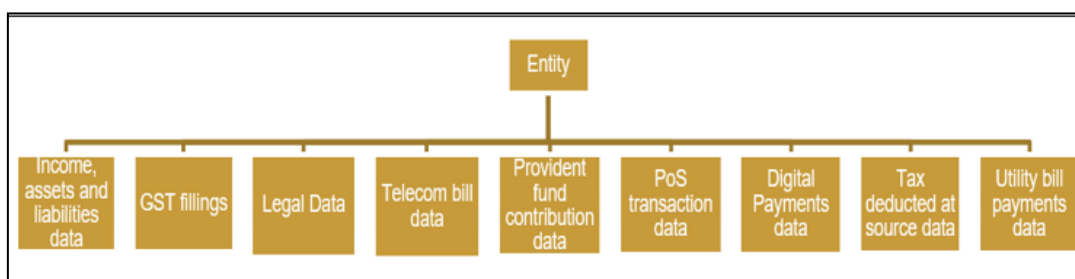 Entity
Income,
assets and
liabilities
data
GST fillings
Legal Data
Telecom bill
data
Provident
fund
contribution
data
PoS
transaction
data
Digital
Payments
data
Tax
deducted at
source data
Utility bill
payments
data